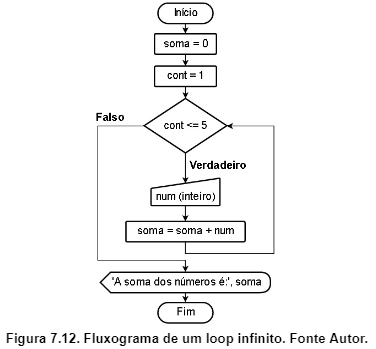 Início
soma = 0
cont = 1
Falso
cont <= 5
Verdadeiro
num (inteiro)
soma = soma + num
'A soma dos números é:', soma
Fim
Figura 7.12. Fluxograma de um loop infinito. Fonte Autor.